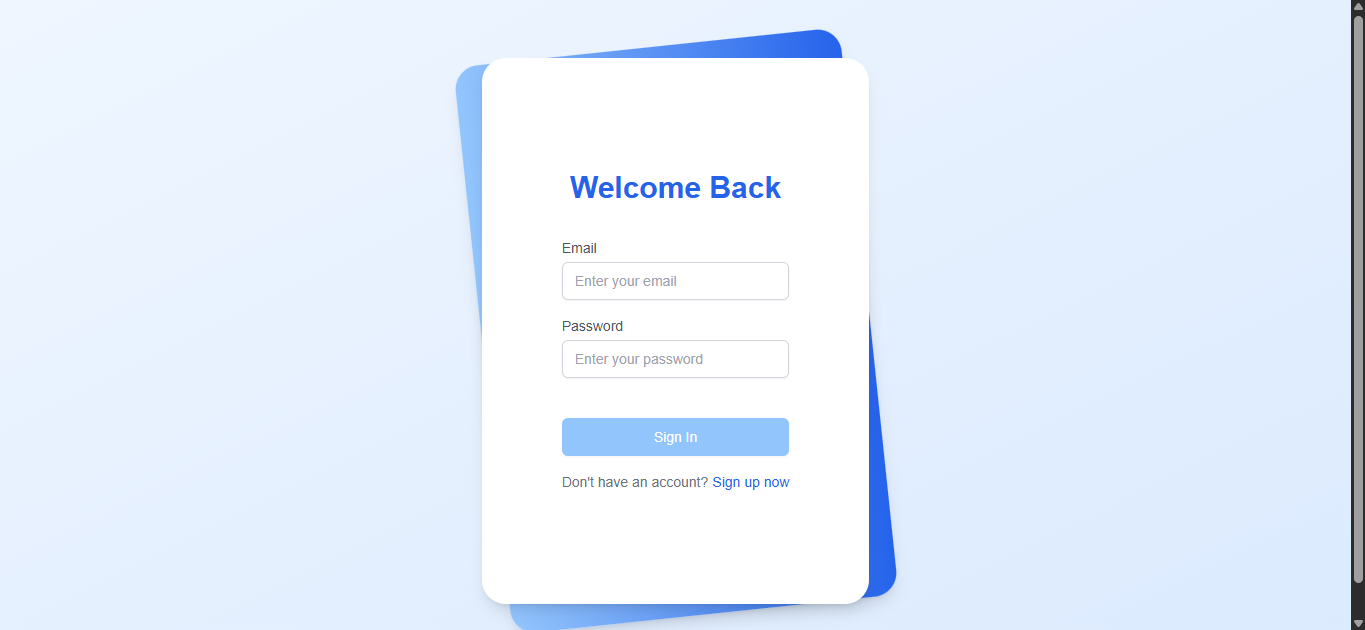 Welcome Back
Email
Enter your email
Password
Enter your password
Sign In
Don't have an account? Sign up now